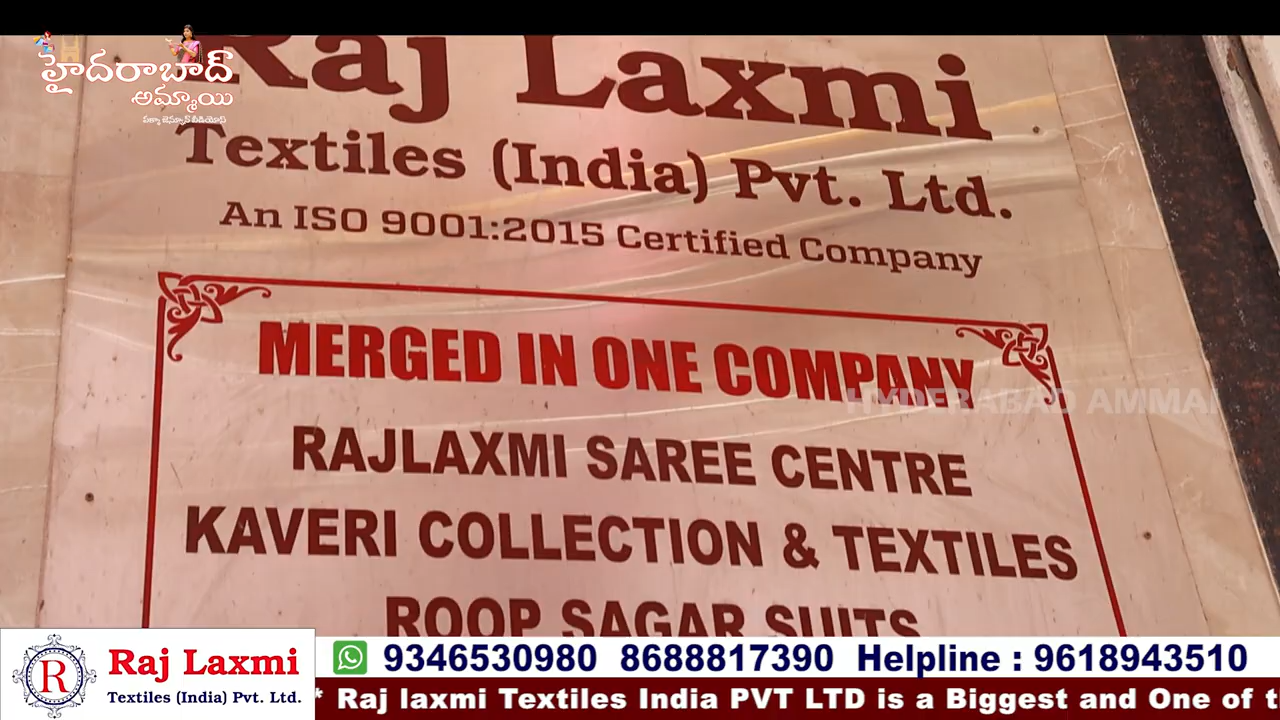 హైదరాబాద్
అమ్మాయి
పక్కా జెన్యూన్ వీడియోస్
Raj Laxmi
Textiles (India) Pvt. Ltd.
An ISO 9001:2015 Certified Company
MERGED IN ONE COMPANY
HYDERABAD AMMAI
RAJLAXMI SAREE CENTRE
KAVERI COLLECTION & TEXTILES
ROOP SAGAR SUITS
R
Raj Laxmi
Textiles (India) Pvt. Ltd.
9346530980 8688817390 Helpline : 9618943510
* Raj laxmi Textiles India PVT LTD is a Biggest and One of t